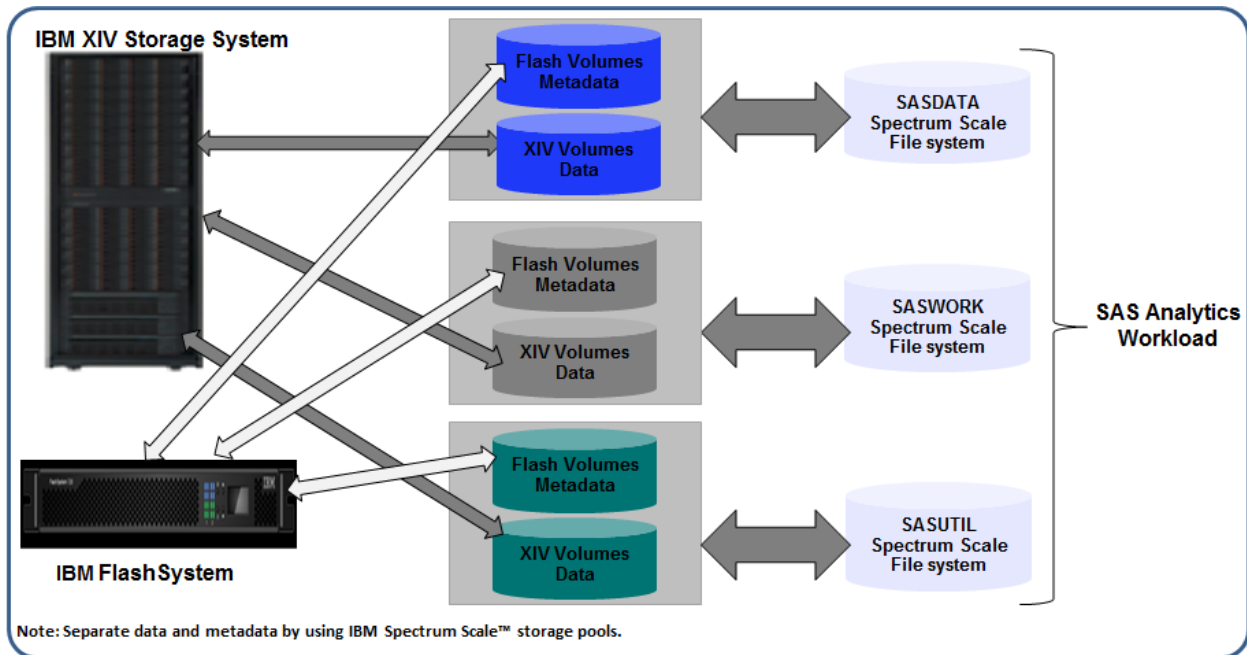 IBM XIV Storage System
Flash Volumes
Metadata
XIV Volumes
Data
SASDATA
Spectrum Scale
File system
Flash Volumes
Metadata
XIV Volumes
Data
SASWORK
Spectrum Scale
File system
SAS Analytics
Workload
Flash Volumes
Metadata
XIV Volumes
Data
SASUTIL
Spectrum Scale
File system
IBM
IBM FlashSystem
Note: Separate data and metadata by using IBM Spectrum Scale™ storage pools.